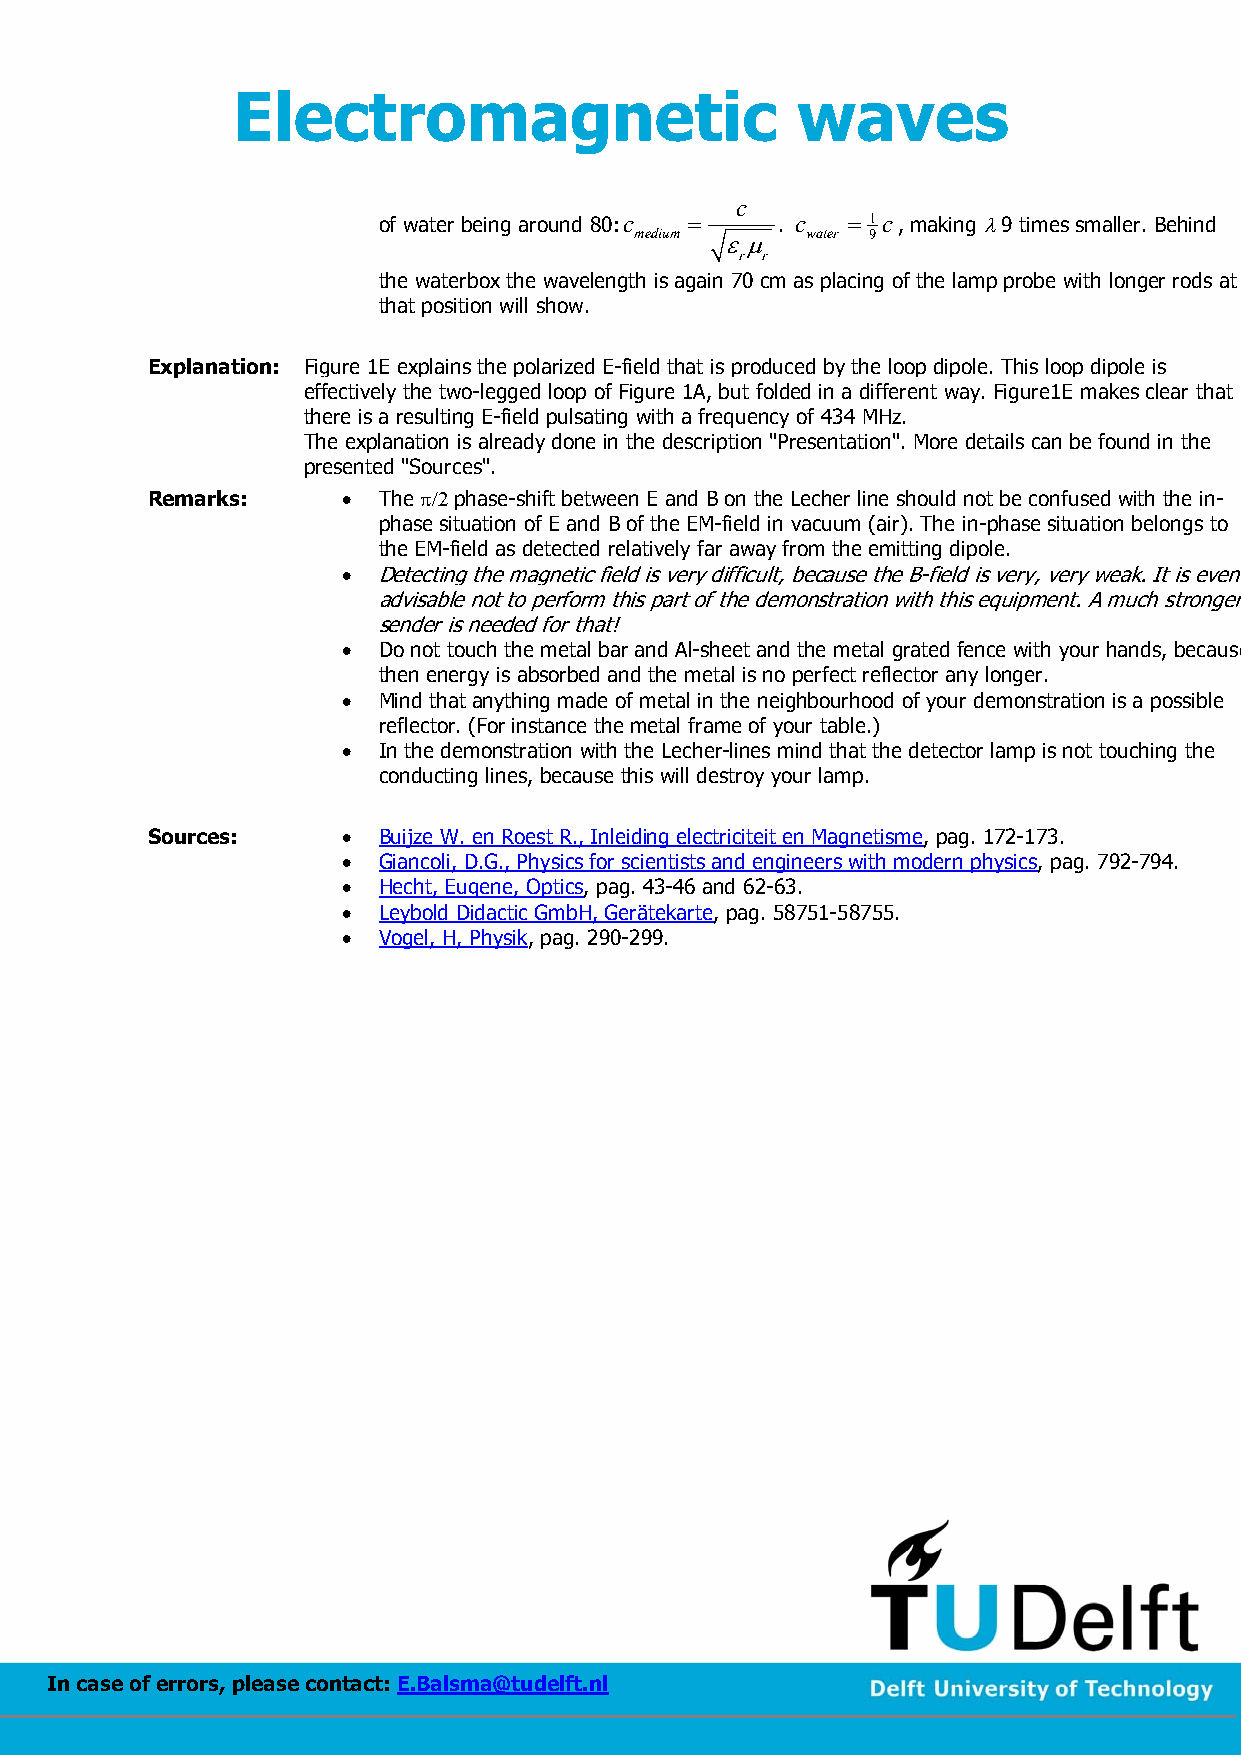 Electromagnetic waves
of water being around 80: c_medium = c / √(ε_r μ_r) . c_water = 1/9 c , making λ 9 times smaller. Behind
the waterbox the wavelength is again 70 cm as placing of the lamp probe with longer rods at
that position will show.
Explanation: Figure 1E explains the polarized E-field that is produced by the loop dipole. This loop dipole is
effectively the two-legged loop of Figure 1A, but folded in a different way. Figure1E makes clear that
there is a resulting E-field pulsating with a frequency of 434 MHz.
The explanation is already done in the description "Presentation". More details can be found in the
presented "Sources".
Remarks: • The π/2 phase-shift between E and B on the Lecher line should not be confused with the in-
phase situation of E and B of the EM-field in vacuum (air). The in-phase situation belongs to
the EM-field as detected relatively far away from the emitting dipole.
• Detecting the magnetic field is very difficult, because the B-field is very, very weak. It is even
advisable not to perform this part of the demonstration with this equipment. A much stronger
sender is needed for that!
• Do not touch the metal bar and Al-sheet and the metal grated fence with your hands, because
then energy is absorbed and the metal is no perfect reflector any longer.
• Mind that anything made of metal in the neighbourhood of your demonstration is a possible
reflector. (For instance the metal frame of your table.)
• In the demonstration with the Lecher-lines mind that the detector lamp is not touching the
conducting lines, because this will destroy your lamp.
Sources: • Buijze W. en Roest R., Inleiding electriciteit en Magnetisme, pag. 172-173.
• Giancoli, D.G., Physics for scientists and engineers with modern physics, pag. 792-794.
• Hecht, Eugene, Optics, pag. 43-46 and 62-63.
• Leybold Didactic GmbH, Gerätekarte, pag. 58751-58755.
• Vogel, H, Physik, pag. 290-299.
TUDelft
In case of errors, please contact: E.Balsma@tudelft.nl
Delft University of Technology